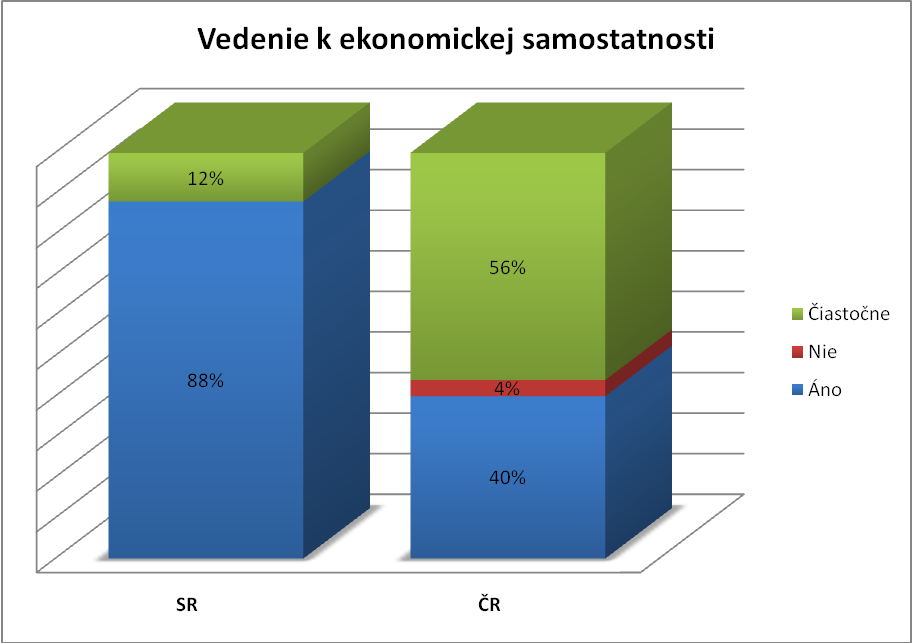 Vedenie k ekonomickej samostatnosti
12%
88%
56%
4%
40%
Čiastočne
Nie
Áno
SR
ČR